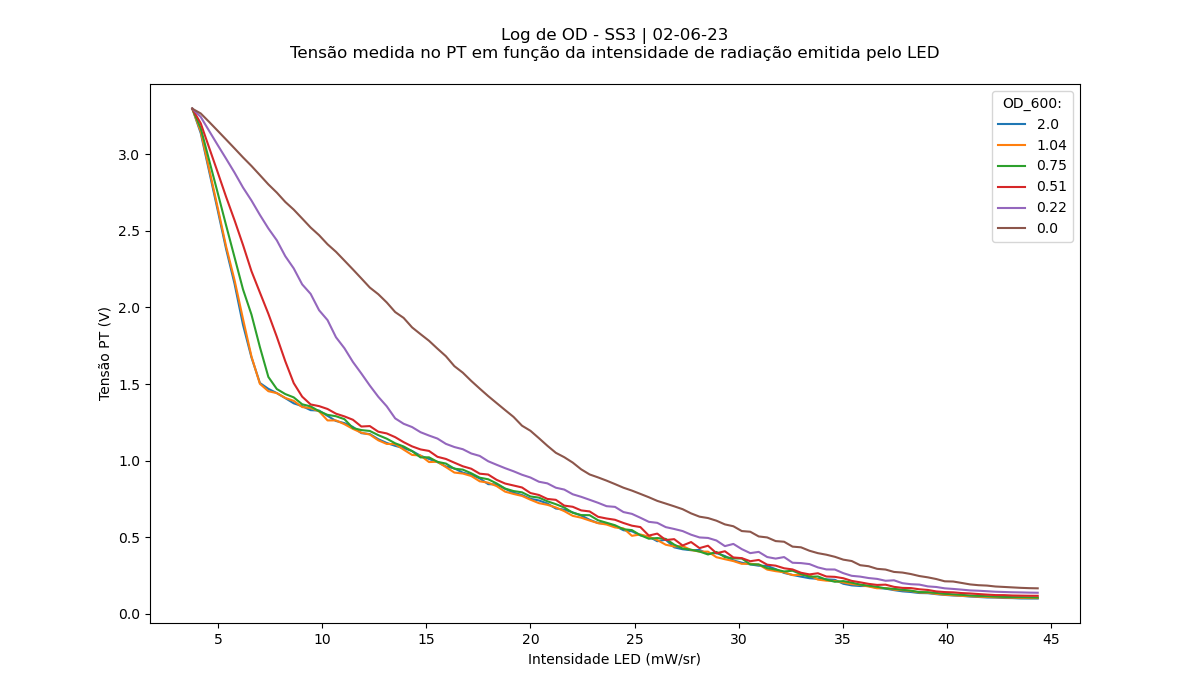 Log de OD - SS3 | 02-06-23
Tensão medida no PT em função da intensidade de radiação emitida pelo LED
OD_600:
2.0
1.04
0.75
0.51
0.22
0.0
Tensão PT (V)
3.0
2.5
2.0
1.5
1.0
0.5
0.0
5 10 15 20 25 30 35 40 45
Intensidade LED (mW/sr)